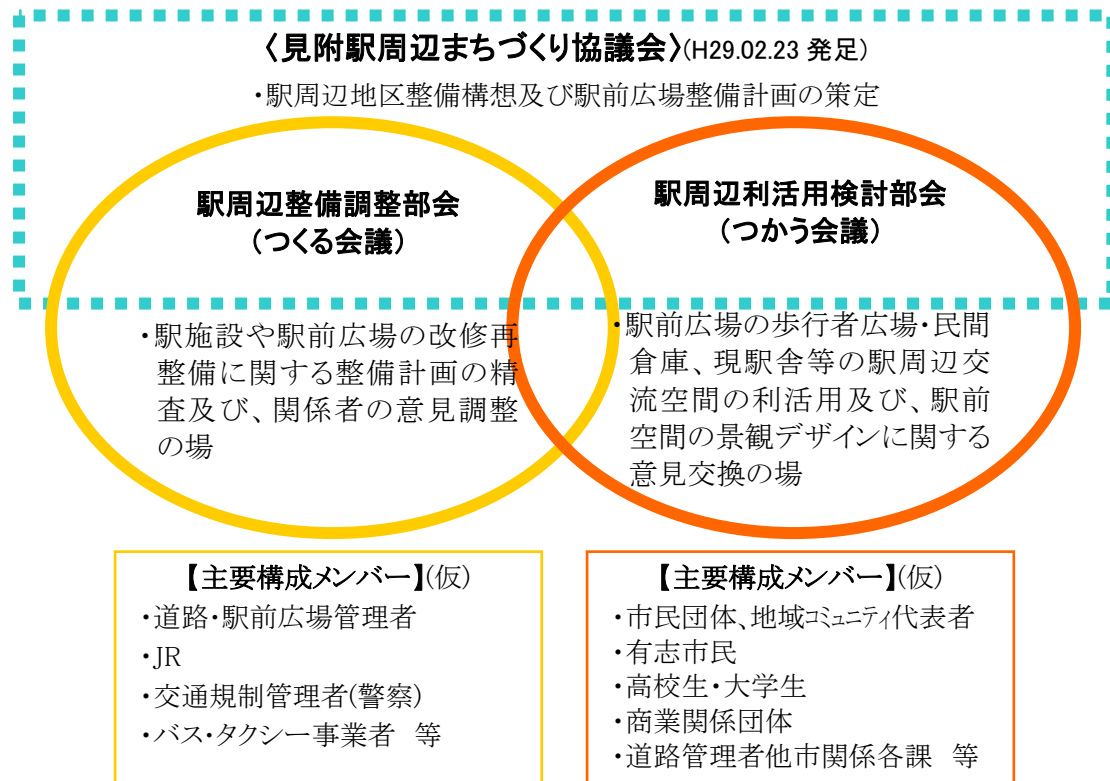 〈見附駅周辺まちづくり協議会〉(H29.02.23 発足)
・駅周辺地区整備構想及び駅前広場整備計画の策定
駅周辺整備調整部会
(つくる会議)
・駅施設や駅前広場の改修再
整備に関する整備計画の精
査及び、関係者の意見調整
の場
駅周辺利活用検討部会
(つかう会議)
・駅前広場の歩行者広場・民間
倉庫、現駅舎等の駅周辺交
流空間の利活用及び、駅前
空間の景観デザインに関する
意見交換の場
【主要構成メンバー】(仮)
・道路・駅前広場管理者
・JR
・交通規制管理者(警察)
・バス・タクシー事業者 等
【主要構成メンバー】(仮)
・市民団体、地域コミュニティ代表者
・有志市民
・高校生・大学生
・商業関係団体
・道路管理者他市関係各課 等